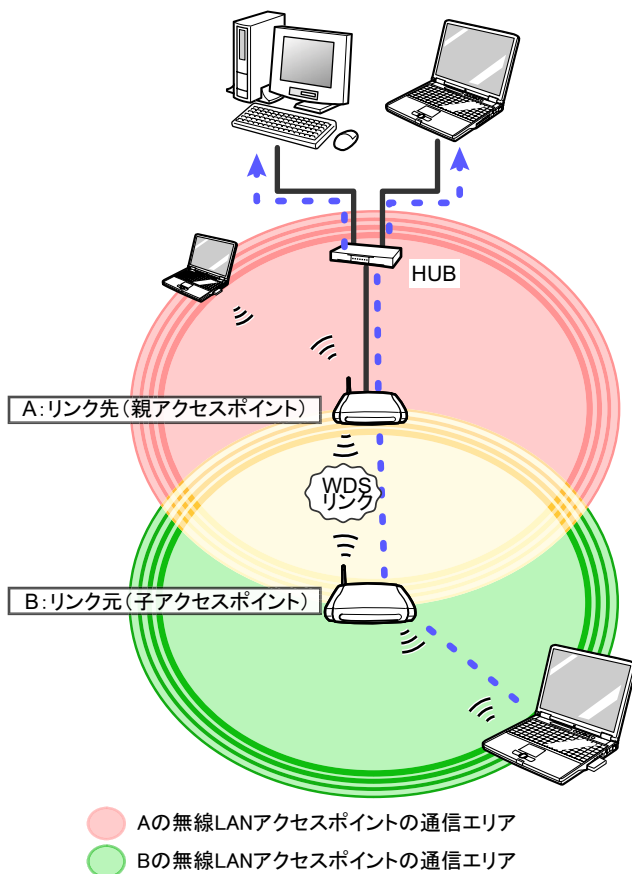 HUB
A：リンク先（親アクセスポイント）
WDS
リンク
B：リンク元（子アクセスポイント）
Aの無線LANアクセスポイントの通信エリア
Bの無線LANアクセスポイントの通信エリア